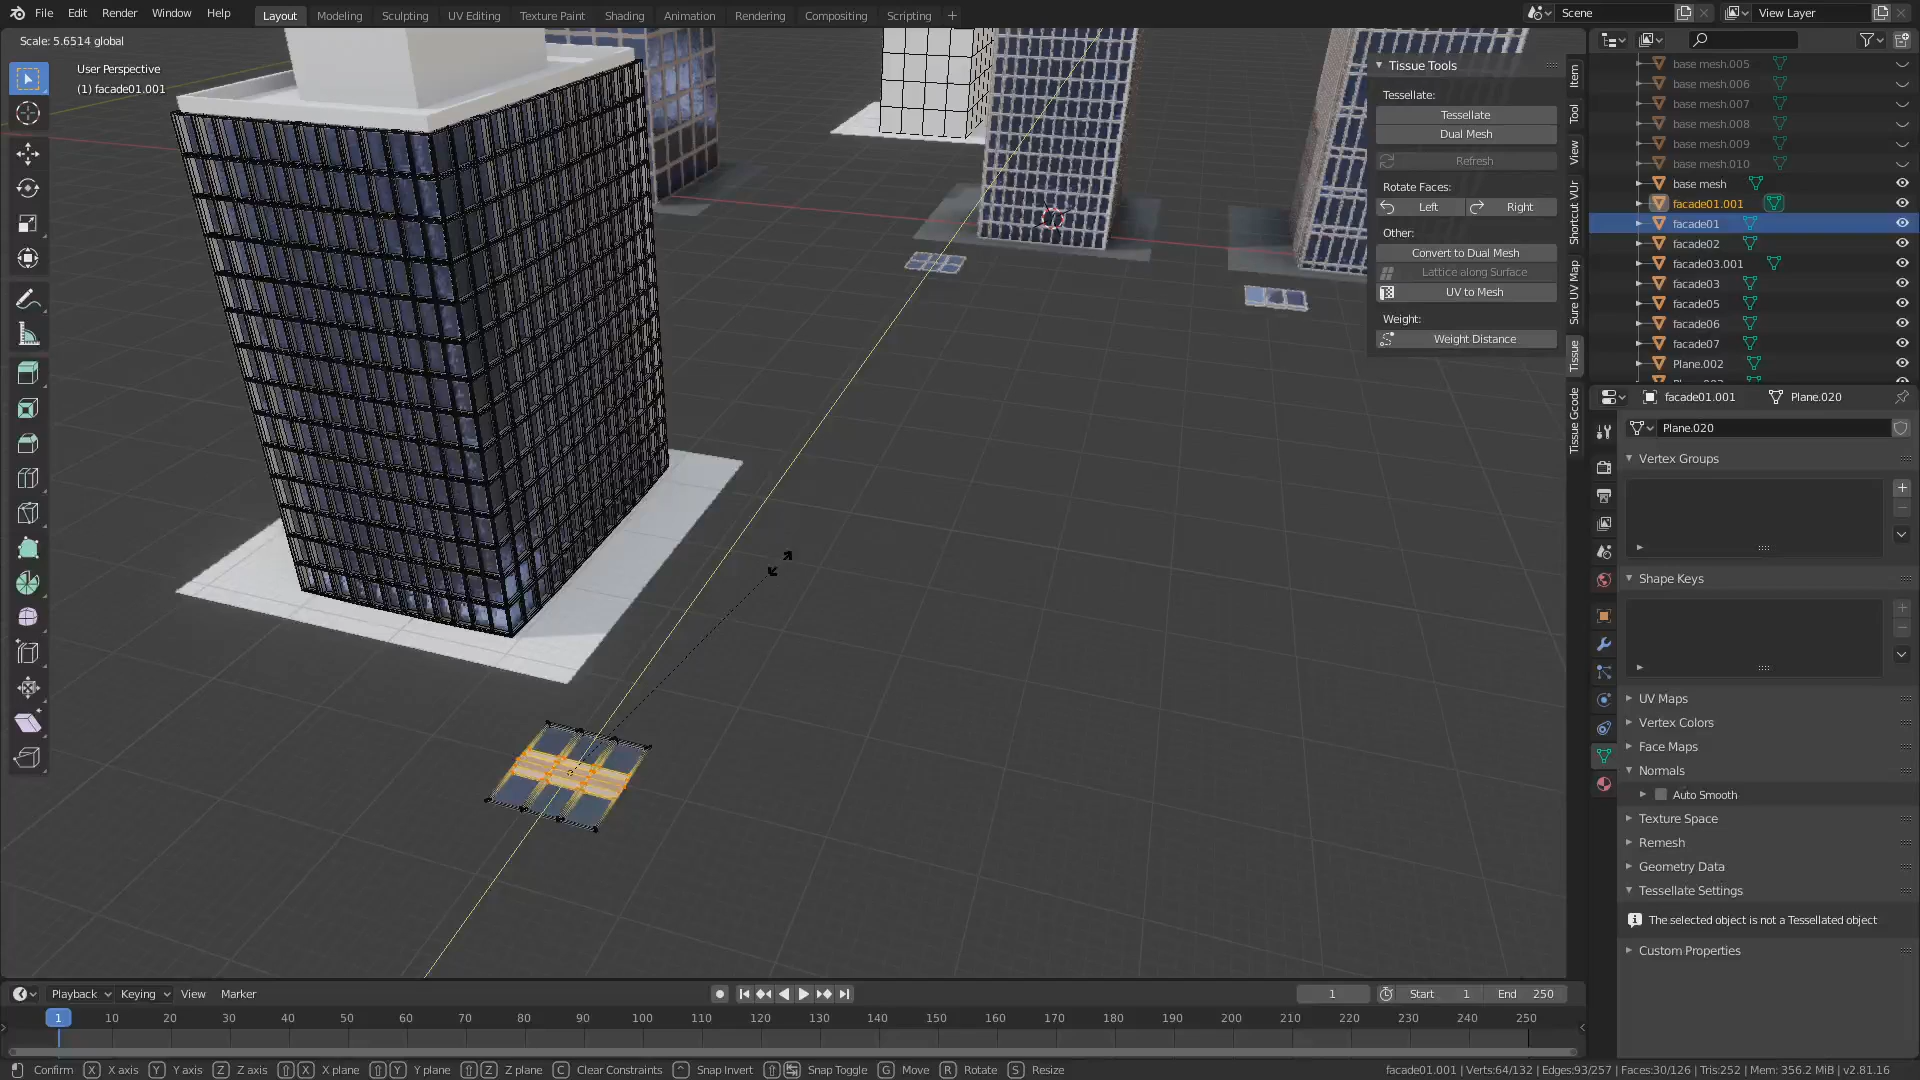 File Edit Render Window Help Layout Modeling Sculpting UV Editing Texture Paint Shading Animation Rendering Compositing Scripting + Scene View Layer
Scale: 5.6514 global
User Perspective
(1) facade01.001
Tissue Tools
Tessellate:
Tessellate
Dual Mesh
Refresh
Rotate Faces:
Left Right
Other:
Convert to Dual Mesh
Lattice along Surface
UV to Mesh
Weight:
Weight Distance
Item
Tool
View
Shortcut VUr
Sure UV Map
Tissue
Tissue Gcode
base mesh.005
base mesh.006
base mesh.007
base mesh.008
base mesh.009
base mesh.010
base mesh
facade01.001
facade01
facade02
facade03.001
facade03
facade05
facade06
facade07
Plane.002
facade01.001 Plane.020
Plane.020
Vertex Groups
Shape Keys
UV Maps
Vertex Colors
Face Maps
Normals
Auto Smooth
Texture Space
Remesh
Geometry Data
Tessellate Settings
The selected object is not a Tessellated object
Custom Properties
Playback Keying View Marker 1 Start 1 End 250
1 10 20 30 40 50 60 70 80 90 100 110 120 130 140 150 160 170 180 190 200 210 220 230 240 250
Confirm X X axis Y Y axis Z Z axis X X plane Y Y plane Z Z plane C Clear Constraints ^ Snap Invert Snap Toggle G Move R Rotate S Resize facade01.001 | Verts:64/132 | Edges:93/257 | Faces:30/126 | Tris:252 | Mem: 356.2 MiB | v2.81.16